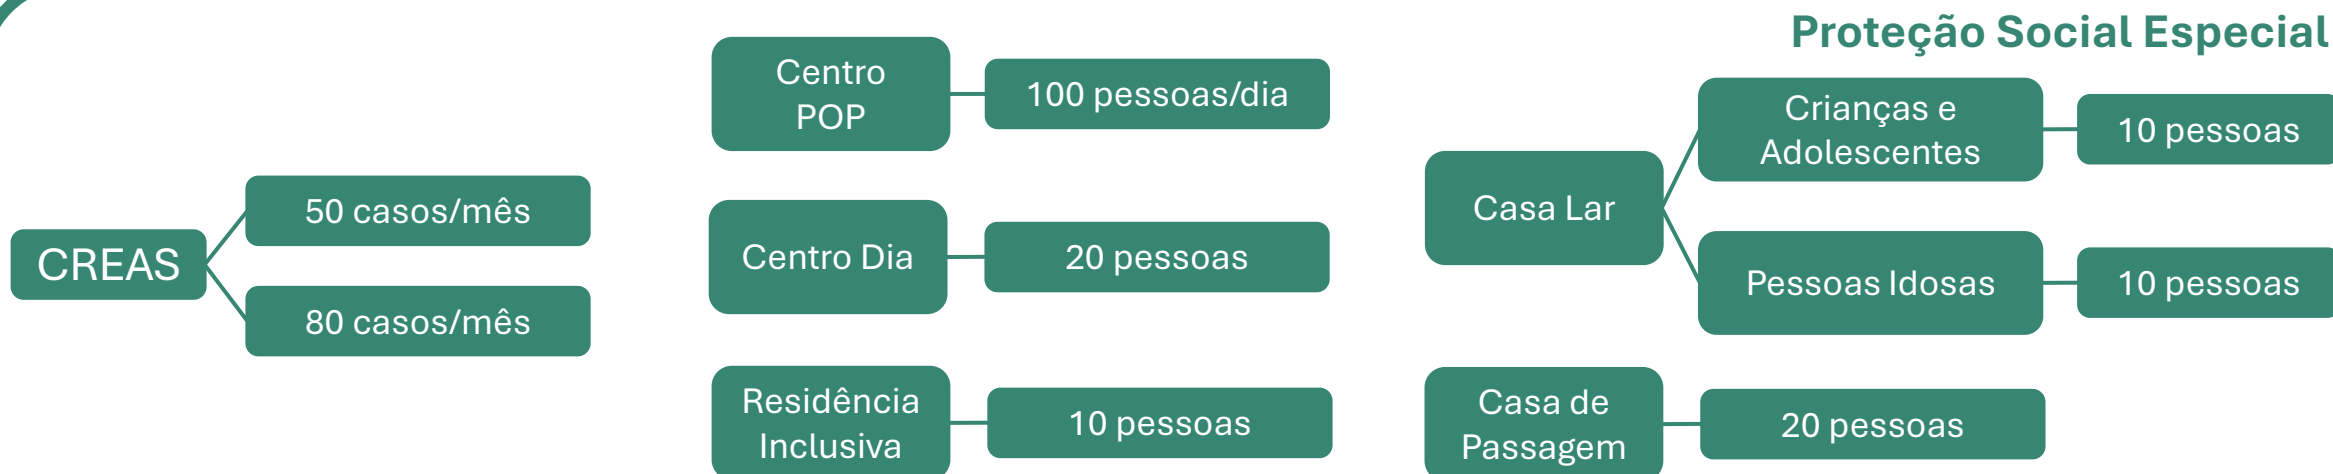 Proteção Social Especial
CREAS
50 casos/mês
80 casos/mês
Centro
POP
100 pessoas/dia
Centro Dia
20 pessoas
Residência
Inclusiva
10 pessoas
Casa Lar
Crianças e
Adolescentes
10 pessoas
Pessoas Idosas
10 pessoas
Casa de
Passagem
20 pessoas